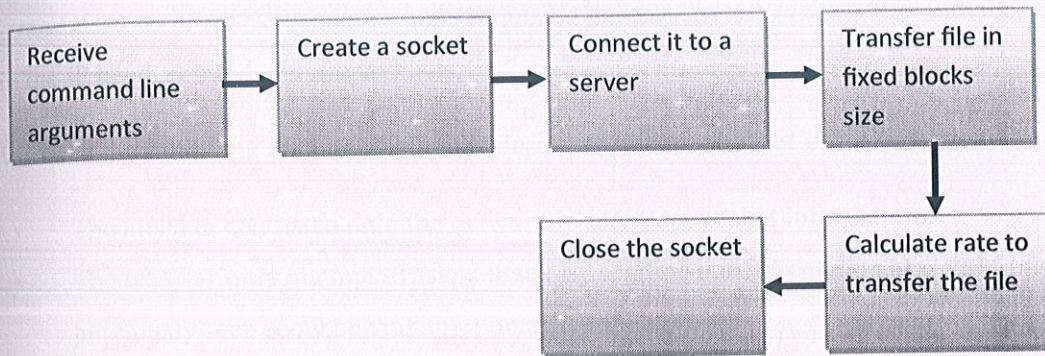 Receive
command line
arguments
Create a socket
Connect it to a
server
Transfer file in
fixed blocks
size
Close the socket
Calculate rate to
transfer the file